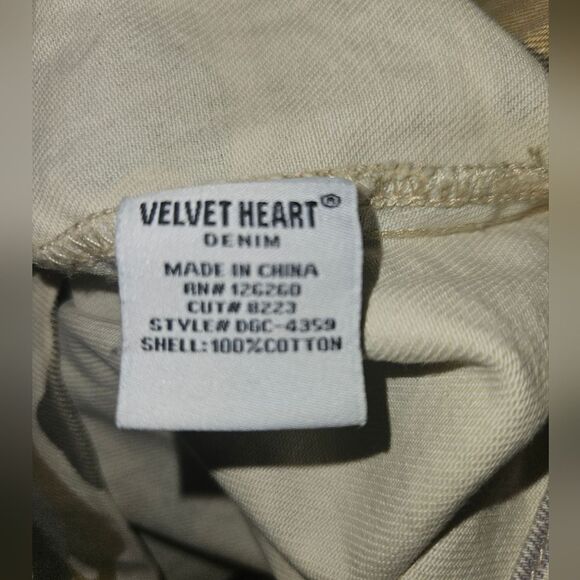 VELVET HEART®
DENIM
MADE IN CHINA
RN# 126260
CUT# 8223
STYLE# DGC-4359
SHELL:100%COTTON